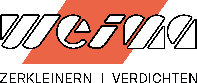 weima
ZERKLEINERN | VERDICHTEN